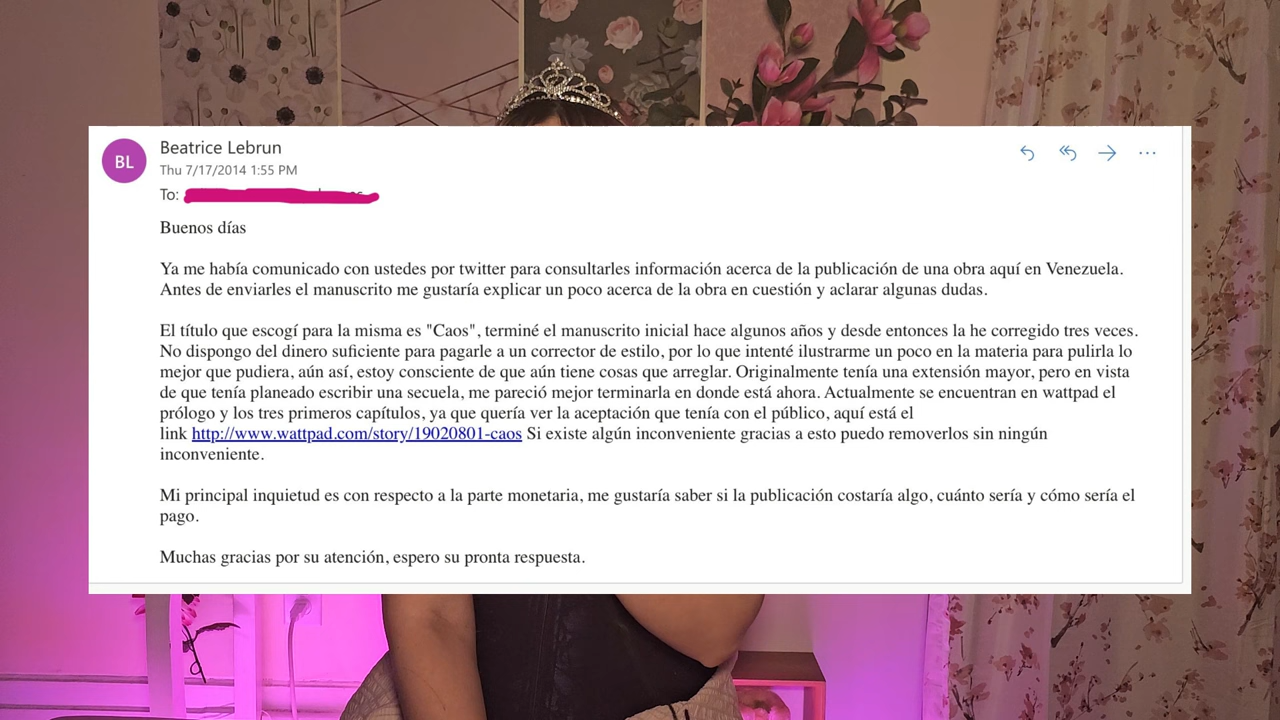 BL
Beatrice Lebrun
Thu 7/17/2014 1:55 PM
To:
Buenos días
Ya me había comunicado con ustedes por twitter para consultarles información acerca de la publicación de una obra aquí en Venezuela.
Antes de enviarles el manuscrito me gustaría explicar un poco acerca de la obra en cuestión y aclarar algunas dudas.
El título que escogí para la misma es "Caos", terminé el manuscrito inicial hace algunos años y desde entonces la he corregido tres veces.
No dispongo del dinero suficiente para pagarle a un corrector de estilo, por lo que intenté ilustrarme un poco en la materia para pulirla lo
mejor que pudiera, aún así, estoy consciente de que aún tiene cosas que arreglar. Originalmente tenía una extensión mayor, pero en vista
de que tenía planeado escribir una secuela, me pareció mejor terminarla en donde está ahora. Actualmente se encuentran en wattpad el
prólogo y los tres primeros capítulos, ya que quería ver la aceptación que tenía con el público, aquí está el
link http://www.wattpad.com/story/19020801-caos Si existe algún inconveniente gracias a esto puedo removerlos sin ningún
inconveniente.
Mi principal inquietud es con respecto a la parte monetaria, me gustaría saber si la publicación costaría algo, cuánto sería y cómo sería el
pago.
Muchas gracias por su atención, espero su pronta respuesta.